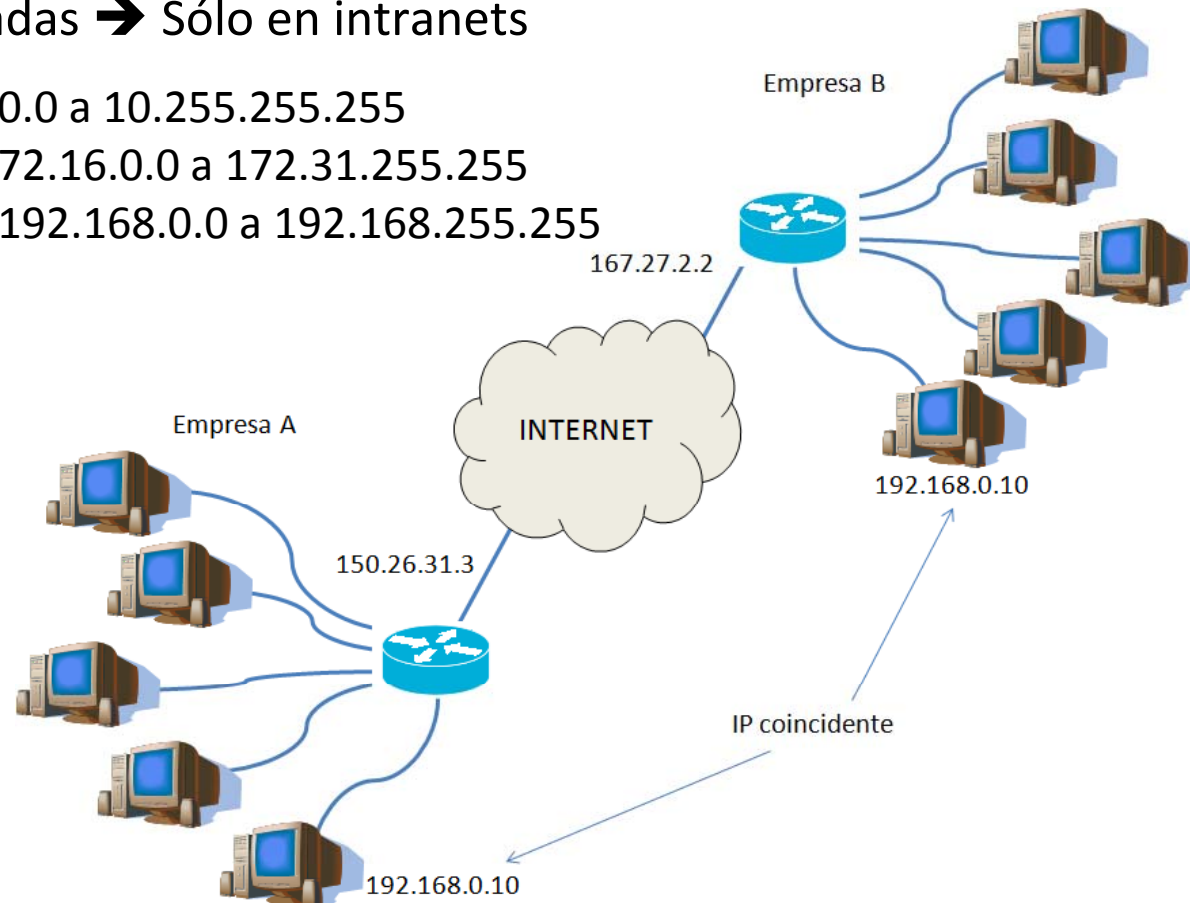 adas ➔ Sólo en intranets
0.0 a 10.255.255.255
72.16.0.0 a 172.31.255.255
192.168.0.0 a 192.168.255.255
Empresa B
167.27.2.2
INTERNET
Empresa A
192.168.0.10
150.26.31.3
IP coincidente
192.168.0.10